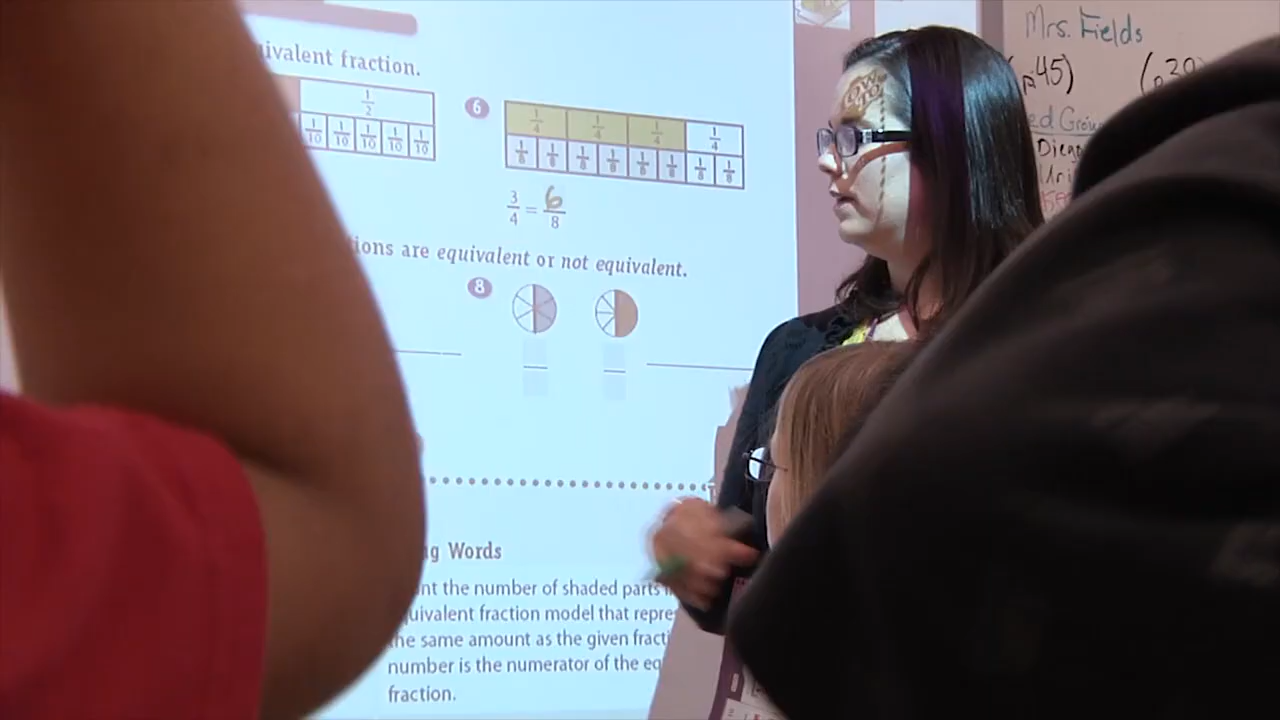 Mrs. Fields
ivalent fraction.
45)
1/2
6
1/4 1/4 1/4 1/4
1/10 1/10 1/10 1/10 1/10
1/8 1/8 1/8 1/8 1/8 1/8 1/8 1/8
3/4 = 6/8
ions are equivalent or not equivalent.
8
g Words
nt the number of shaded parts
uivalent fraction model that repre
he same amount as the given fracti
number is the numerator of the eq
fraction.